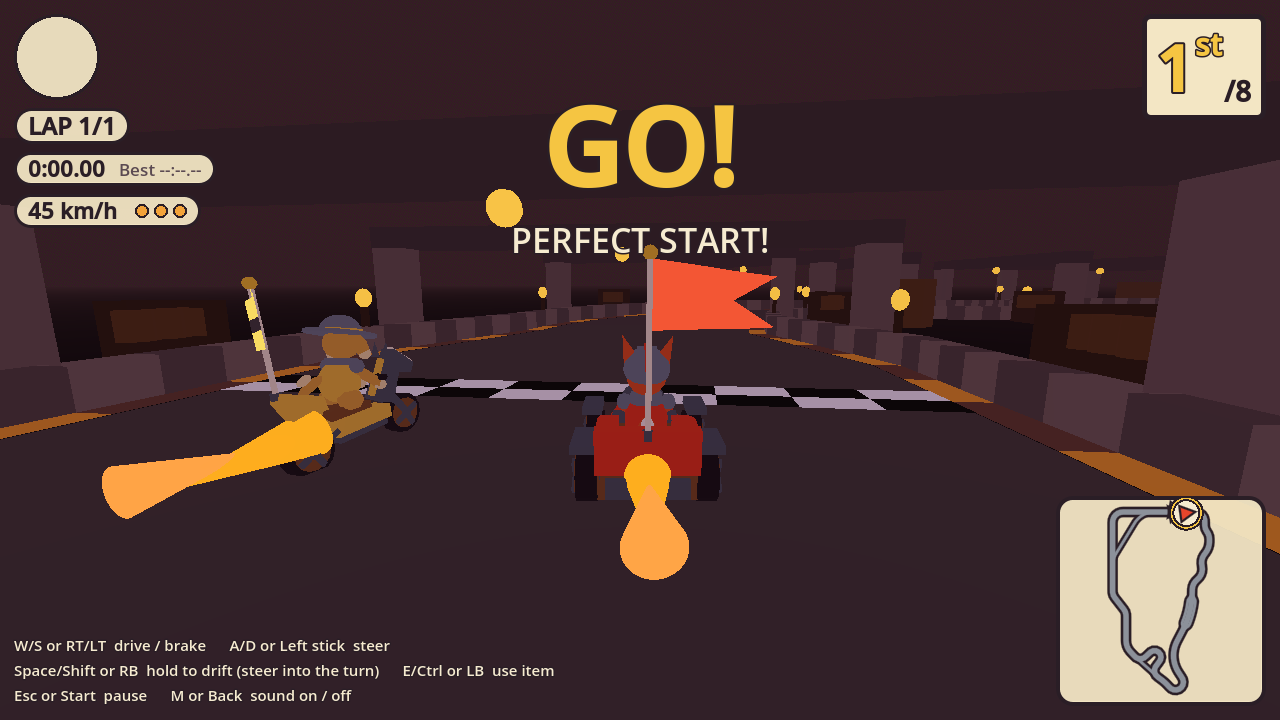 LAP 1/1
0:00.00 Best --:--.--
45 km/h
GO!
PERFECT START!
1st
/8
W/S or RT/LT drive / brake A/D or Left stick steer
Space/Shift or RB hold to drift (steer into the turn) E/Ctrl or LB use item
Esc or Start pause M or Back sound on / off